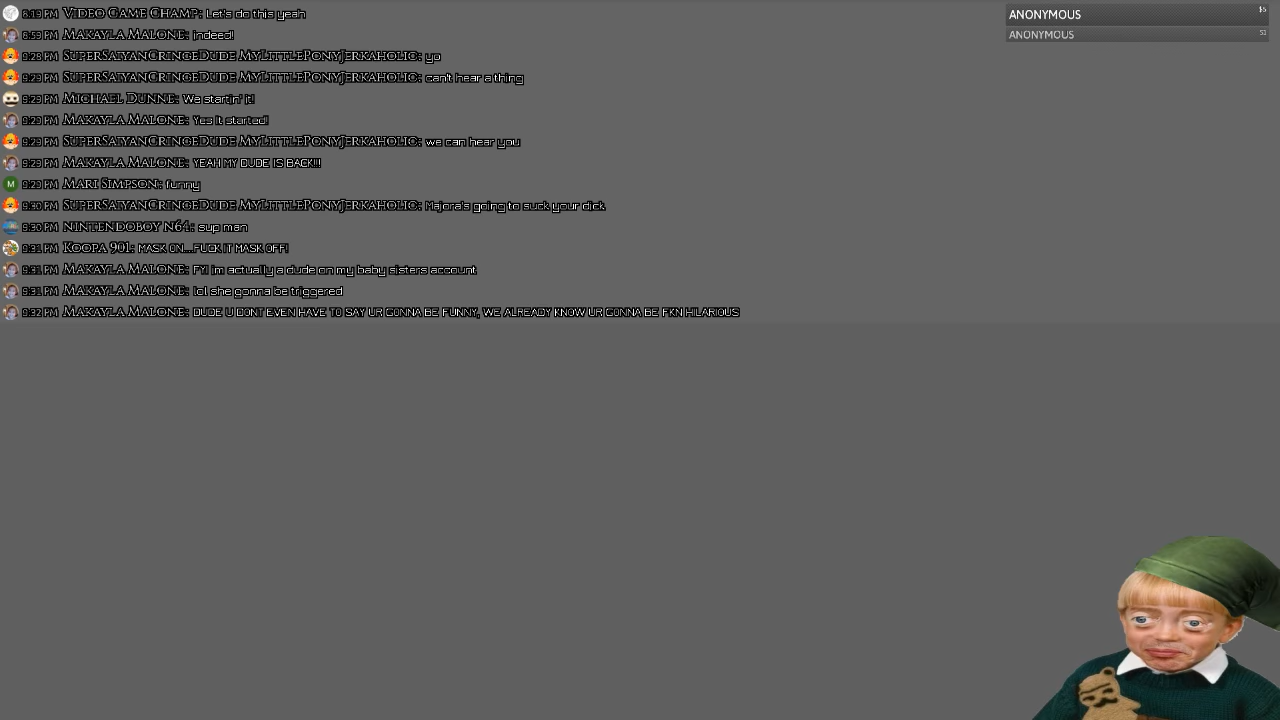 6:13 PM VIDEO GAME CHAMP: Let's do this yeah
ANONYMOUS $5
8:53 PM MAKAYLA MALONE: indeed!
ANONYMOUS $1
9:28 PM SUPERSAIYANCRINGEDUDE MYLITTLEPONYJERKAHOLIC: yo
9:29 PM SUPERSAIYANCRINGEDUDE MYLITTLEPONYJERKAHOLIC: can't hear a thing
9:29 PM MICHAEL DUNNE: We startin' it!
9:29 PM MAKAYLA MALONE: Yes it started!
9:29 PM SUPERSAIYANCRINGEDUDE MYLITTLEPONYJERKAHOLIC: we can hear you
9:29 PM MAKAYLA MALONE: YEAH MY DUDE IS BACK!!!
M 9:29 PM MARI SIMPSON: funny
9:30 PM SUPERSAIYANCRINGEDUDE MYLITTLEPONYJERKAHOLIC: Majora's going to suck your dick
9:30 PM NINTENDOBOY N64: sup man
9:31 PM KOOPA 901: MASK ON...FUCK IT MASK OFF!
9:31 PM MAKAYLA MALONE: FYI im actually a dude on my baby sisters account
9:31 PM MAKAYLA MALONE: lol she gonna be triggered
9:32 PM MAKAYLA MALONE: DUDE U DONT EVEN HAVE TO SAY UR GONNA BE FUNNY, WE ALREADY KNOW UR GONNA BE FKN HILARIOUS